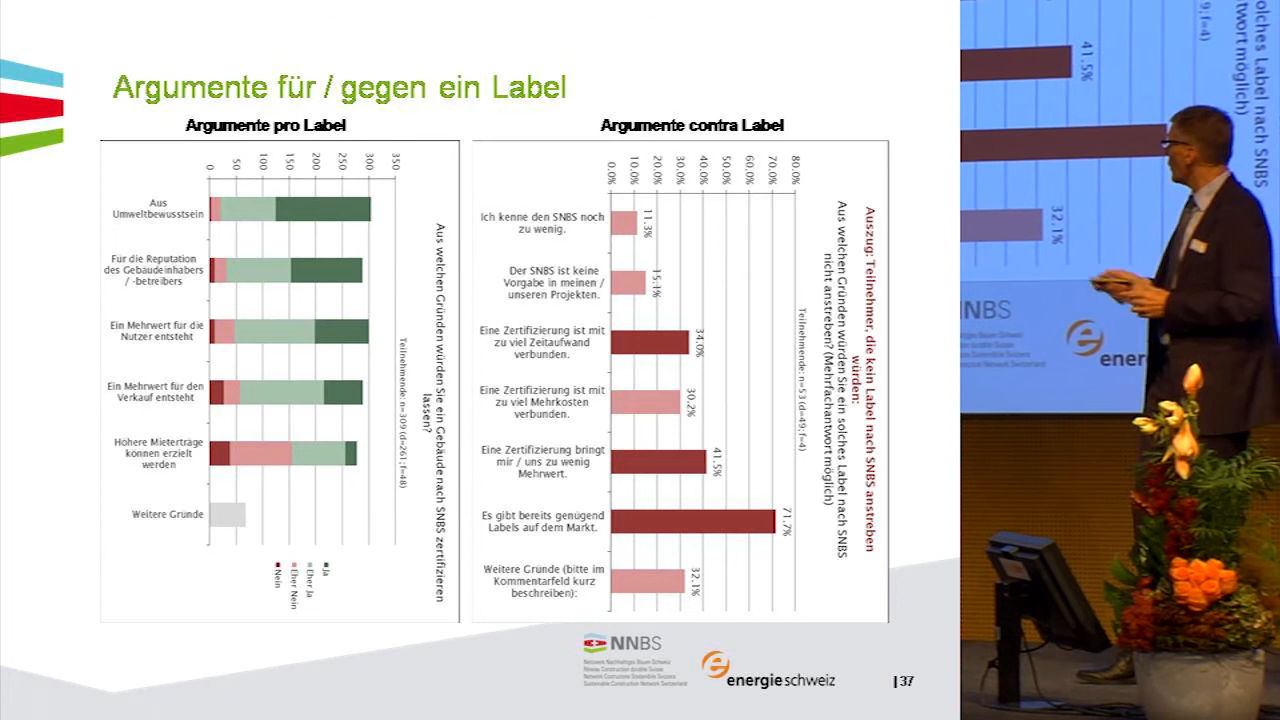 Argumente für / gegen ein Label
Argumente pro Label
Aus welchen Gründen würden Sie ein Gebäude nach SNBS zertifizieren
lassen?
Teilnehmende: n=309 (d=261; f=48)
0
50
100
150
200
250
300
350
Aus
Umweltbewusstsein
Für die Reputation
des Gebäudeinhabers
/ -betreibers
Ein Mehrwert für die
Nutzer entsteht
Ein Mehrwert für den
Verkauf entsteht
Höhere Mieterträge
können erzielt
werden
Weitere Gründe
Nein
Eher Nein
Eher Ja
Ja
Argumente contra Label
Auszug: Teilnehmer, die kein Label nach SNBS anstreben
würden:
Aus welchen Gründen würden Sie ein solches Label nach SNBS
nicht anstreben? (Mehrfachantwort möglich)
Teilnehmende: n=53 (d=49; f=4)
0.0%
10.0%
20.0%
30.0%
40.0%
50.0%
60.0%
70.0%
80.0%
Ich kenne den SNBS noch
zu wenig.
11.3%
Der SNBS ist keine
Vorgabe in meinen /
unseren Projekten.
15.1%
Eine Zertifizierung ist mit
zu viel Zeitaufwand
verbunden.
34.0%
Eine Zertifizierung ist mit
zu viel Mehrkosten
verbunden.
30.2%
Eine Zertifizierung bringt
mir / uns zu wenig
Mehrwert.
41.5%
Es gibt bereits genügend
Labels auf dem Markt.
71.7%
Weitere Gründe (bitte im
Kommentarfeld kurz
beschreiben):
32.1%
NNBS
Netzwerk Nachhaltiges Bauen Schweiz
Réseau Construction durable Suisse
Network Costruzione Sostenibile Svizzera
Sustainable Construction Network Switzerland
energieschweiz
| 37
solches Label nach SNBS
twort möglich)
9; f=4)
41.5%
32.1%
NBS
ener